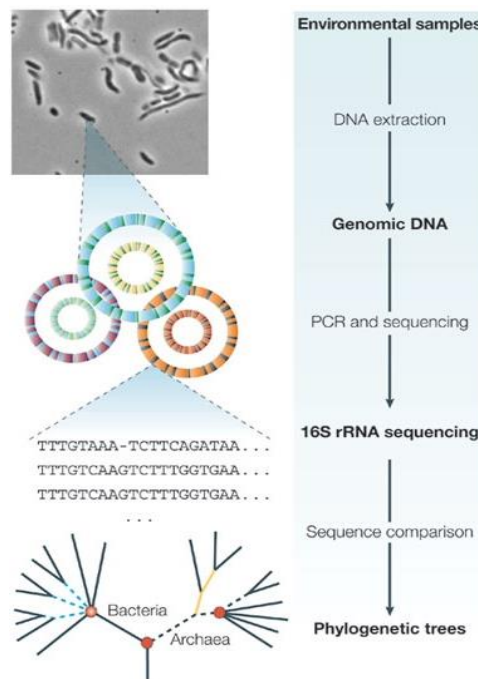 Environmental samples
DNA extraction
Genomic DNA
PCR and sequencing
16S rRNA sequencing
TTTGTAAA-TCTTCAGATAA...
TTTGTCAAGTCTTTGGTGAA...
TTTGTCAAGTCTTTGGTGAA...
...
Sequence comparison
Bacteria
Archaea
Phylogenetic trees